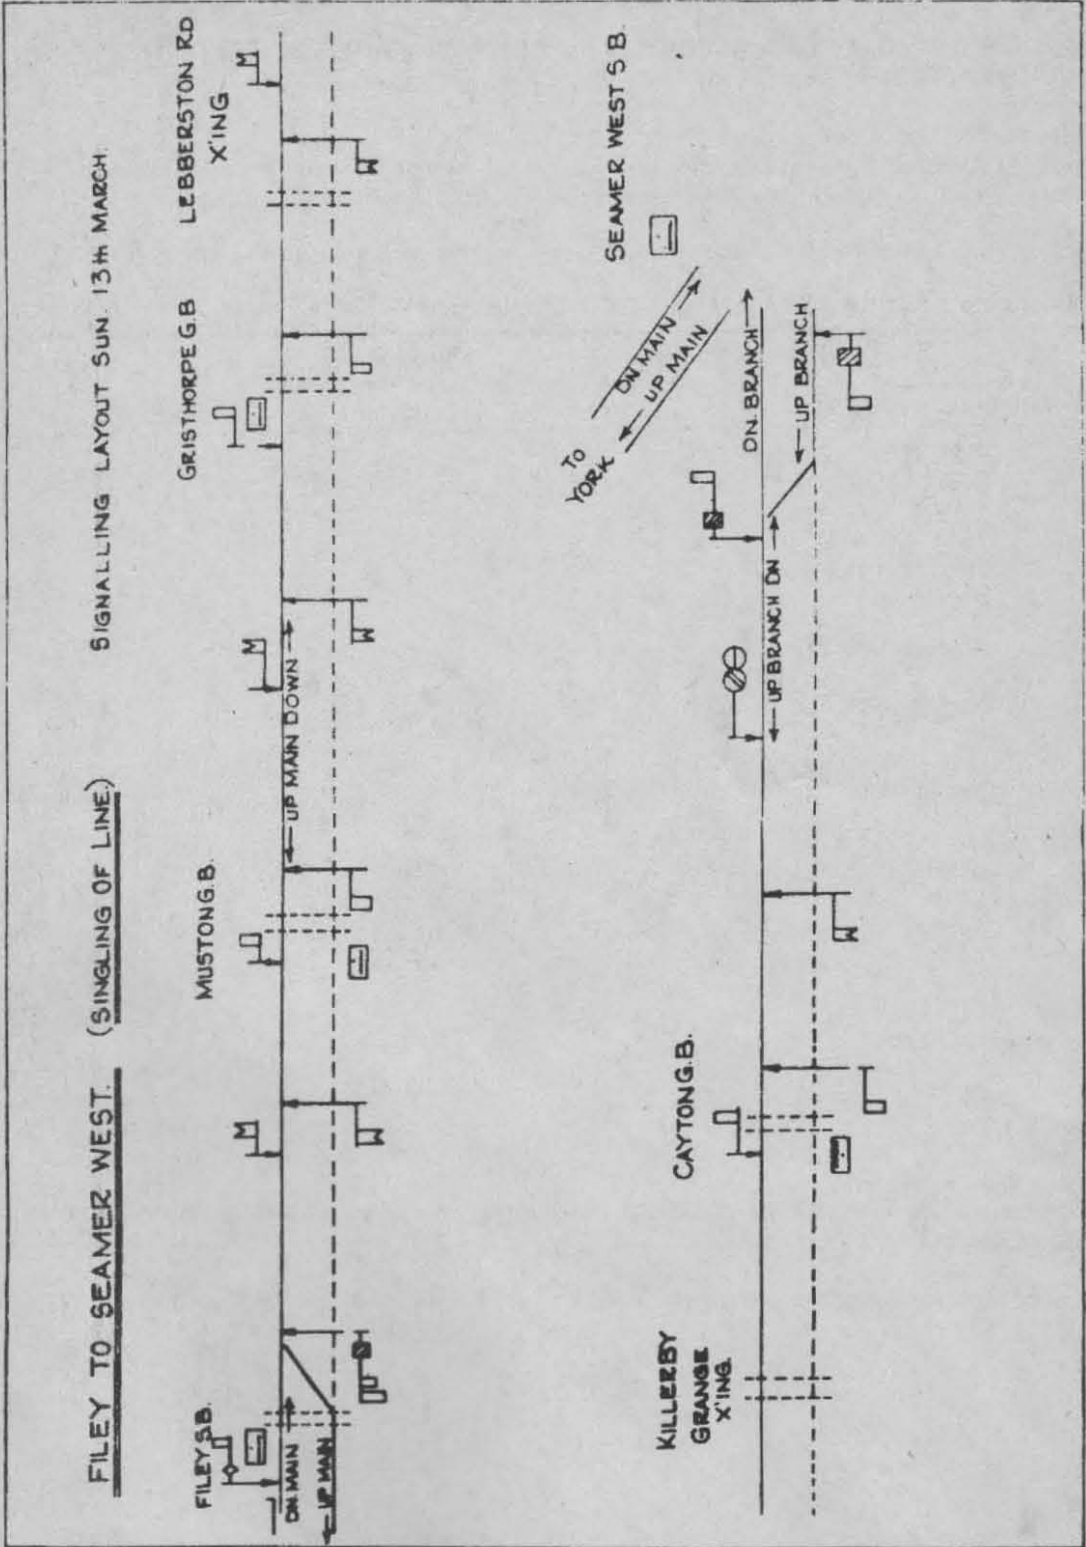 FILEY TO SEAMER WEST. (SINGLING OF LINE.) SIGNALLING LAYOUT SUN. 13th MARCH.
FILEY S.B.
MUSTON G.B.
GRISTHORPE G.B
LEBBERSTON RD
X'ING
DN. MAIN
UP MAIN
UP MAIN DOWN
KILLERBY
GRANGE
X'ING.
CAYTON G.B.
TO
YORK
DN MAIN
UP MAIN
SEAMER WEST S B.
UP BRANCH DN
DN. BRANCH
UP BRANCH